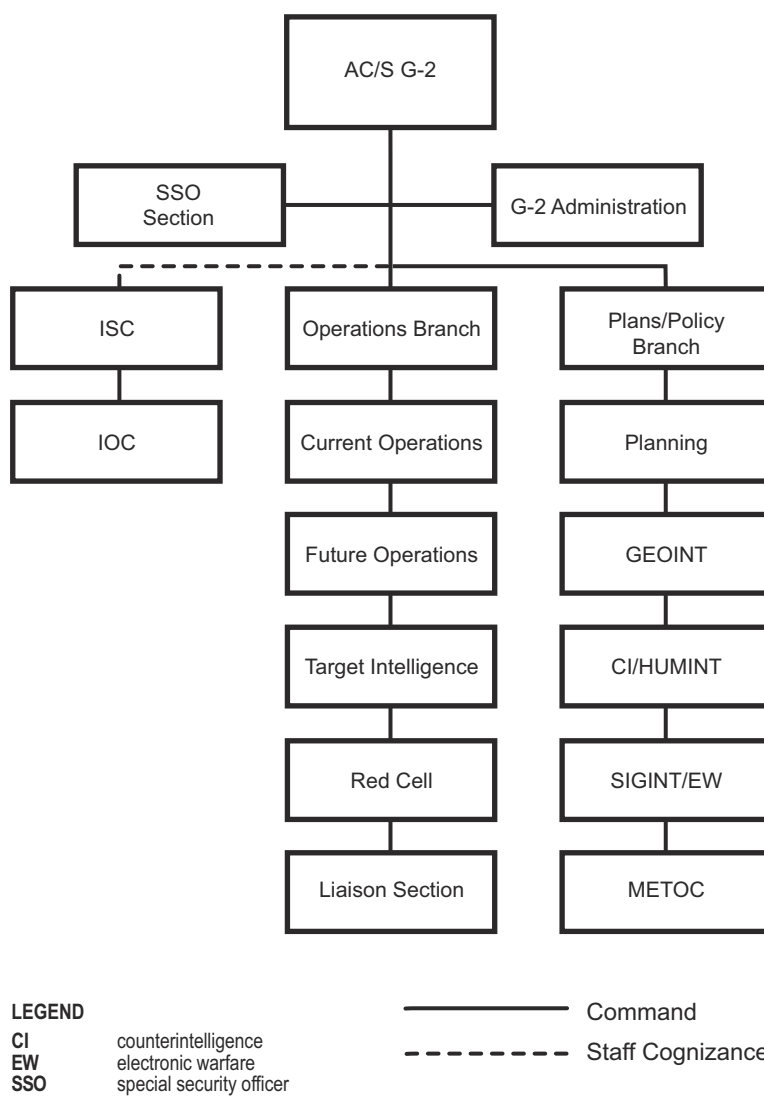 AC/S G-2
SSO
Section
G-2 Administration
ISC
Operations Branch
Plans/Policy
Branch
IOC
Current Operations
Planning
Future Operations
GEOINT
Target Intelligence
CI/HUMINT
Red Cell
SIGINT/EW
Liaison Section
METOC
LEGEND
CI counterintelligence
EW electronic warfare
SSO special security officer
Command
Staff Cognizance